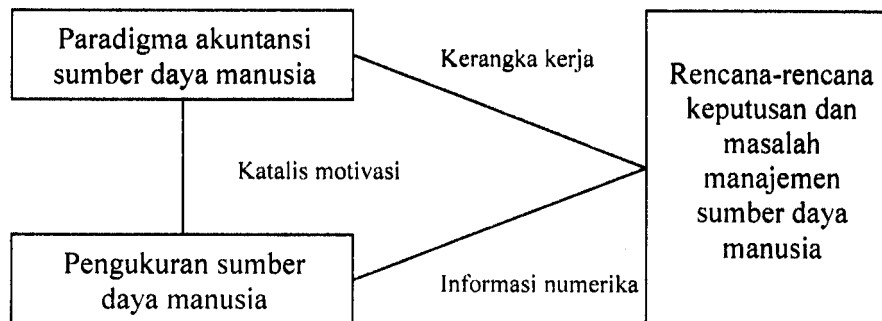 Paradigma akuntansi
sumber daya manusia
Kerangka kerja
Rencana-rencana
keputusan dan
masalah
manajemen
sumber daya
manusia
Katalis motivasi
Pengukuran sumber
daya manusia
Informasi numerika